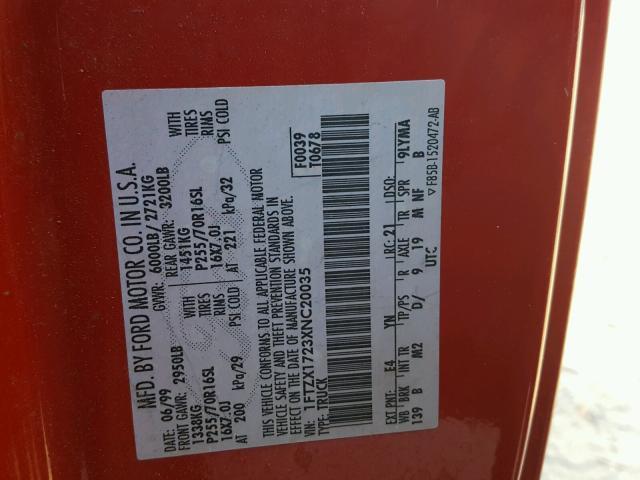 MFD. BY FORD MOTOR CO. IN U.S.A.
DATE: 06/99 GVWR: 6000LB/ 2721KG
FRONT GAWR: 2950LB REAR GAWR: 3200LB
1338KG WITH 1451KG WITH
P255/70R16SL TIRES P255/70R16SL TIRES
16X7.0J RIMS 16X7.0J RIMS
AT 200 kPa/29 PSI COLD AT 221 kPa/32 PSI COLD
THIS VEHICLE CONFORMS TO ALL APPLICABLE FEDERAL MOTOR
VEHICLE SAFETY AND THEFT PREVENTION STANDARDS IN
EFFECT ON THE DATE OF MANUFACTURE SHOWN ABOVE.
VIN: 1FTZX1723XNC20035
TYPE: TRUCK
F0039
T0678
EXT PNT: E4 YN RC: 21 DSO:
WB BRK INT TR TP/PS R AXLE TR SPR 9LYMA
139 B M2 D/ 9 19 M NF B
UTC
▽F85B-1520472-AB